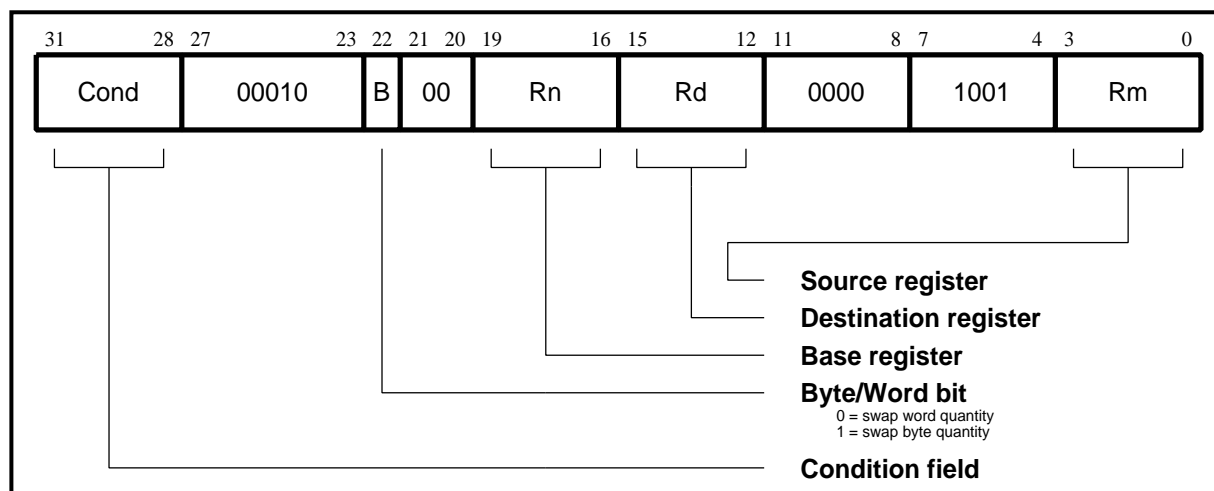 31 28 27 23 22 21 20 19 16 15 12 11 8 7 4 3 0
Cond 00010 B 00 Rn Rd 0000 1001 Rm
Source register
Destination register
Base register
Byte/Word bit
0 = swap word quantity
1 = swap byte quantity
Condition field